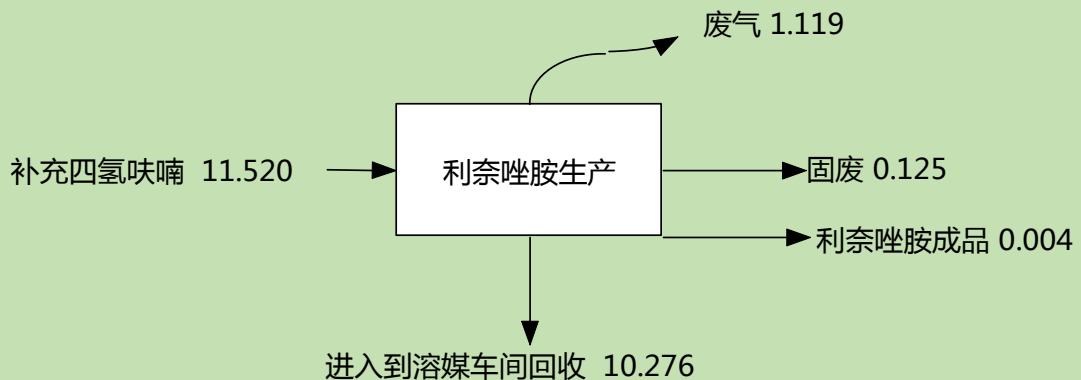 废气 1.119
补充四氢呋喃 11.520
利奈唑胺生产
固废 0.125
利奈唑胺成品 0.004
进入到溶媒车间回收 10.276